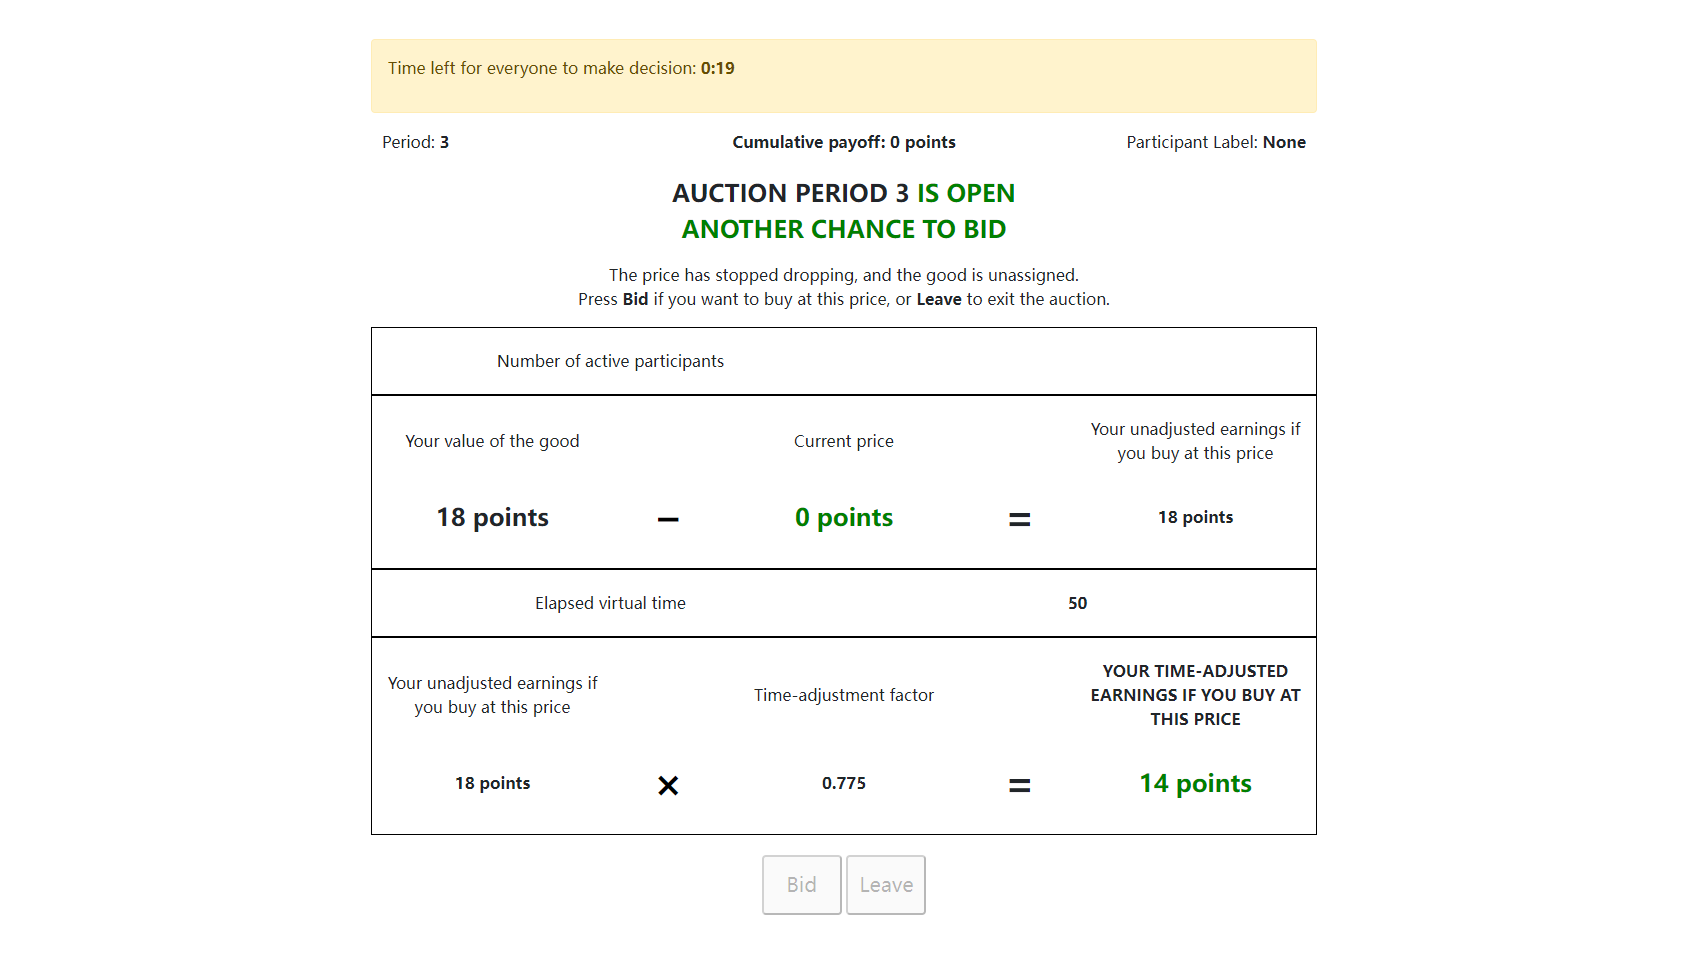 Time left for everyone to make decision: 0:19
Period: 3
Cumulative payoff: 0 points
Participant Label: None
AUCTION PERIOD 3 IS OPEN
ANOTHER CHANCE TO BID
The price has stopped dropping, and the good is unassigned.
Press Bid if you want to buy at this price, or Leave to exit the auction.
Number of active participants
Your value of the good
Current price
Your unadjusted earnings if
you buy at this price
18 points
−
0 points
=
18 points
Elapsed virtual time
50
Your unadjusted earnings if
you buy at this price
Time-adjustment factor
YOUR TIME-ADJUSTED
EARNINGS IF YOU BUY AT
THIS PRICE
18 points
×
0.775
=
14 points
Bid
Leave